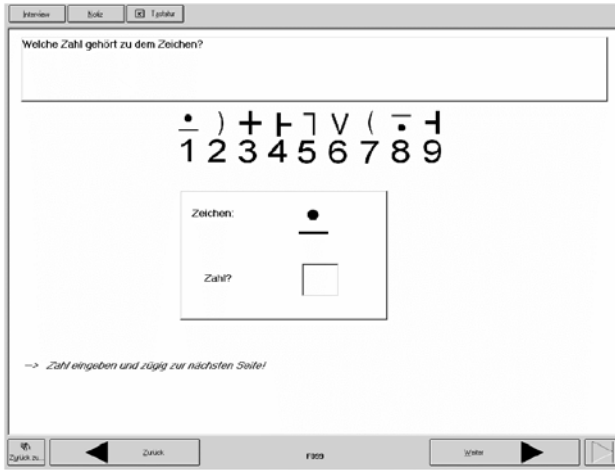 Interview Notiz Tastatur
Welche Zahl gehört zu dem Zeichen?
) + ⊦ ┐ V ( ┤
1 2 3 4 5 6 7 8 9
Zeichen:
Zahl?
--> Zahl eingeben und zügig zur nächsten Seite!
Zurück zu... Zurück F099 Weiter